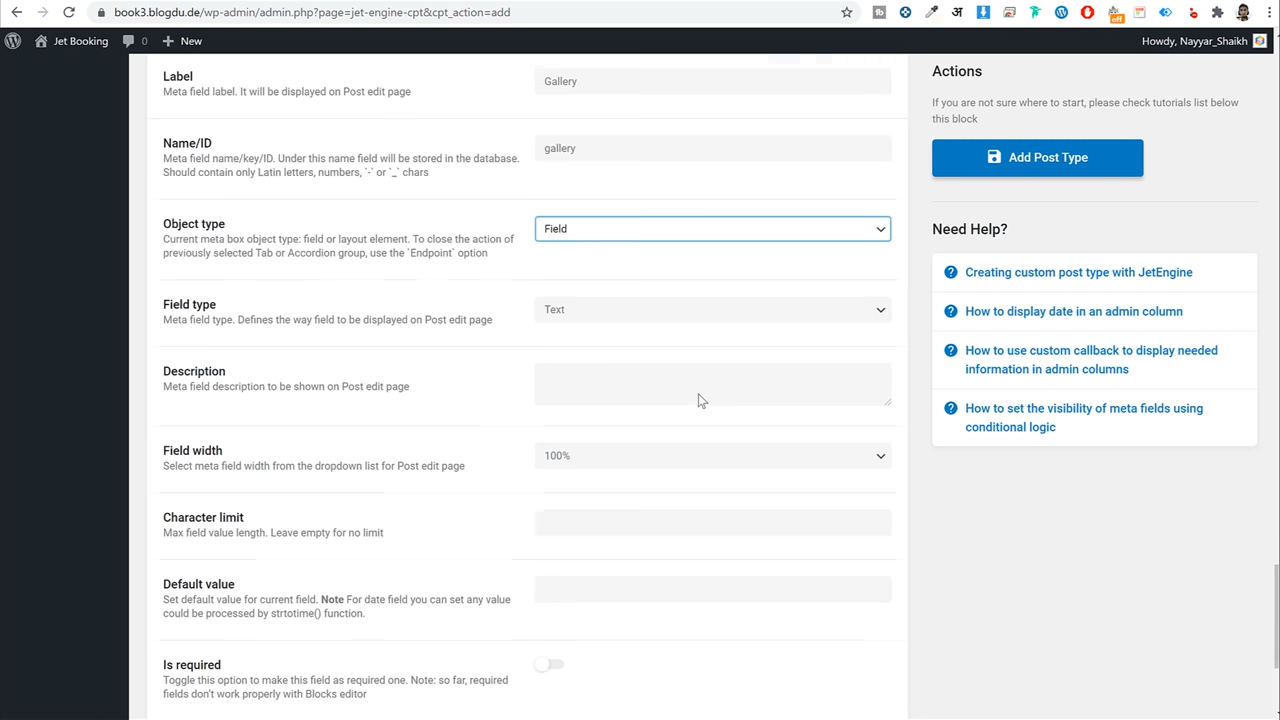 book3.blogdu.de/wp-admin/admin.php?page=jet-engine-cpt&cpt_action=add
अ
off
Jet Booking
0
New
Howdy, Nayyar_Shaikh
Label
Meta field label. It will be displayed on Post edit page
Gallery
Name/ID
Meta field name/key/ID. Under this name field will be stored in the database.
Should contain only Latin letters, numbers, `-` or `_` chars
gallery
Object type
Current meta box object type: field or layout element. To close the action of
previously selected Tab or Accordion group, use the `Endpoint` option
Field
Field type
Meta field type. Defines the way field to be displayed on Post edit page
Text
Description
Meta field description to be shown on Post edit page
Field width
Select meta field width from the dropdown list for Post edit page
100%
Character limit
Max field value length. Leave empty for no limit
Default value
Set default value for current field. Note For date field you can set any value
could be processed by strtotime() function.
Is required
Toggle this option to make this field as required one. Note: so far, required
fields don't work properly with Blocks editor
Actions
If you are not sure where to start, please check tutorials list below
this block
Add Post Type
Need Help?
Creating custom post type with JetEngine
How to display date in an admin column
How to use custom callback to display needed
information in admin columns
How to set the visibility of meta fields using
conditional logic